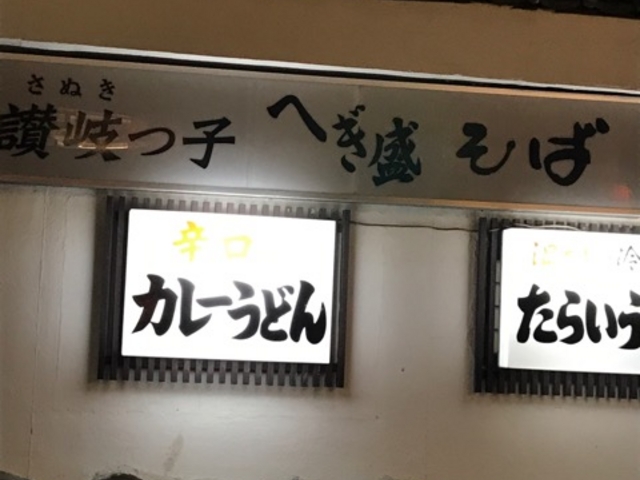 さぬき
讃岐っ子 へぎ盛 そば
辛口
カレーうどん
冷
たらいう